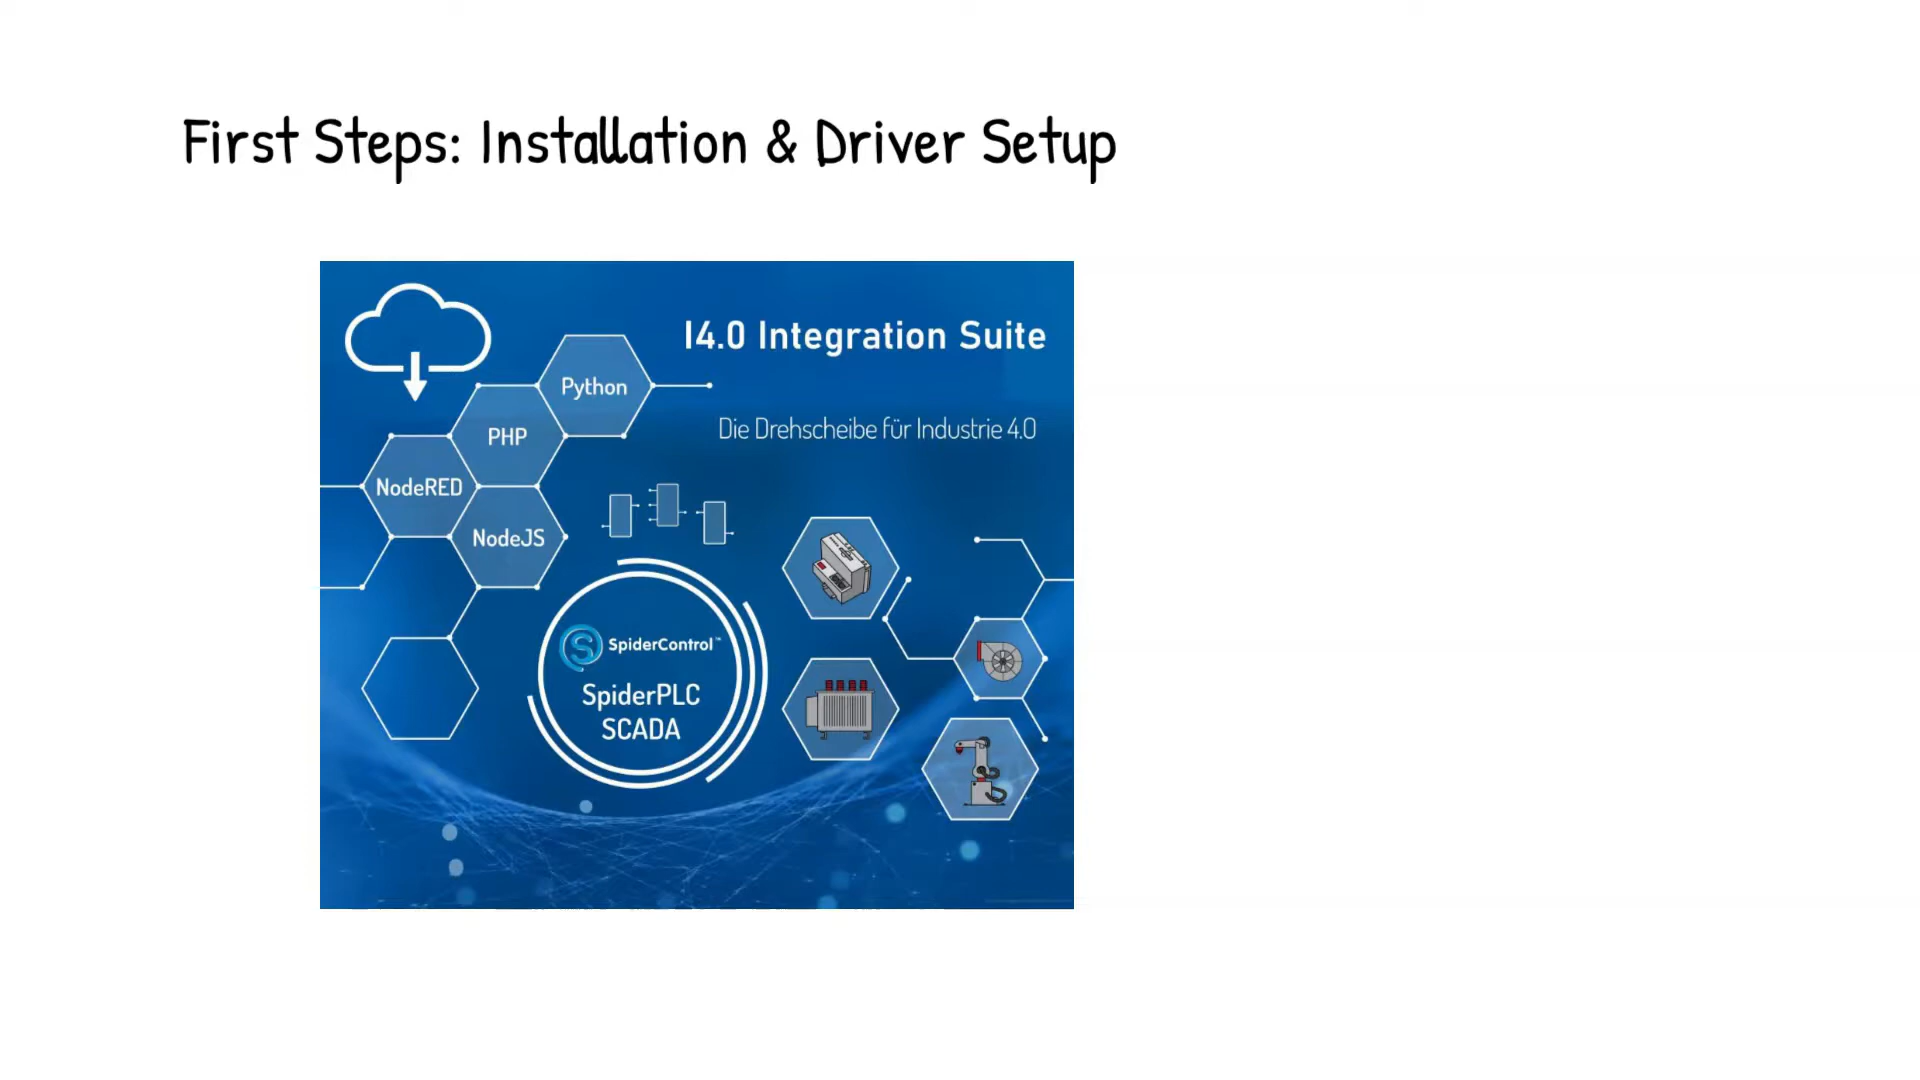 First Steps: Installation & Driver Setup
I4.0 Integration Suite
Die Drehscheibe für Industrie 4.0
Python
PHP
NodeRED
NodeJS
SpiderControl™
SpiderPLC
SCADA